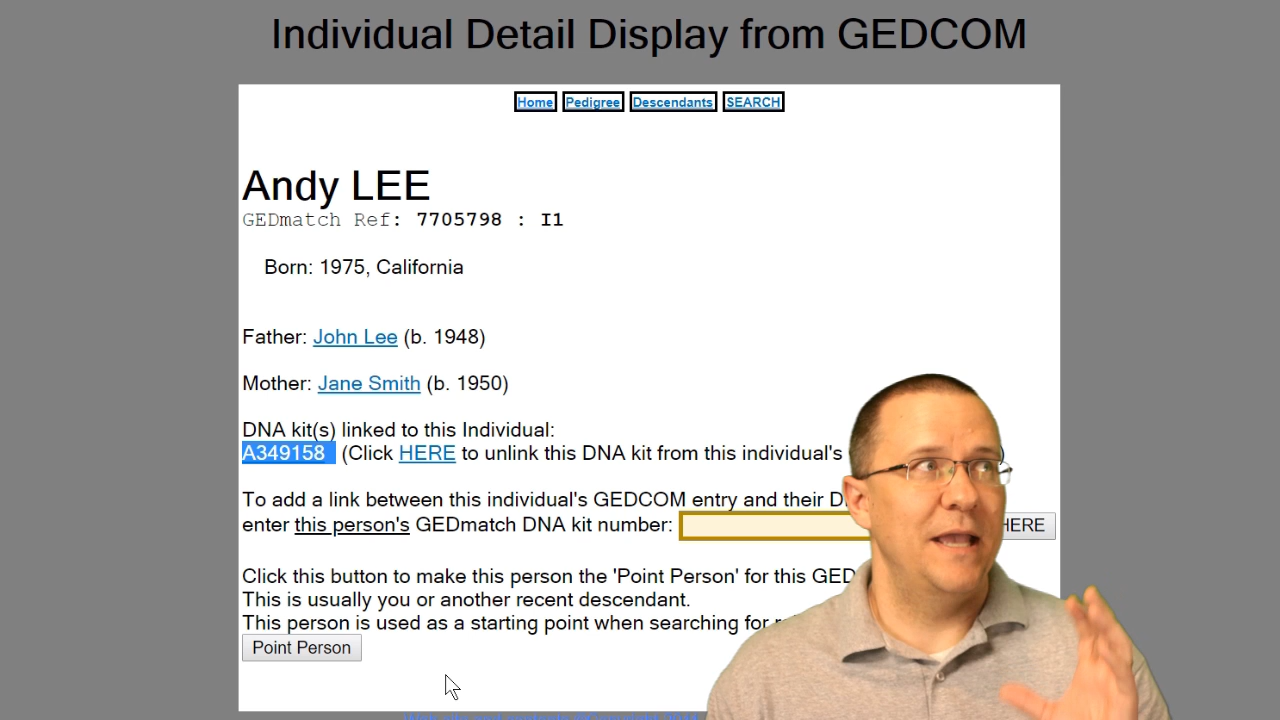 Individual Detail Display from GEDCOM
Home Pedigree Descendants SEARCH
Andy LEE
GEDmatch Ref: 7705798 : I1
Born: 1975, California
Father: John Lee (b. 1948)
Mother: Jane Smith (b. 1950)
DNA kit(s) linked to this Individual:
A349158 (Click HERE to unlink this DNA kit from this individual's
To add a link between this individual's GEDCOM entry and their
enter this person's GEDmatch DNA kit number: HERE
Click this button to make this person the 'Point Person' for this
This is usually you or another recent descendant.
This person is used as a starting point when searching for
Point Person